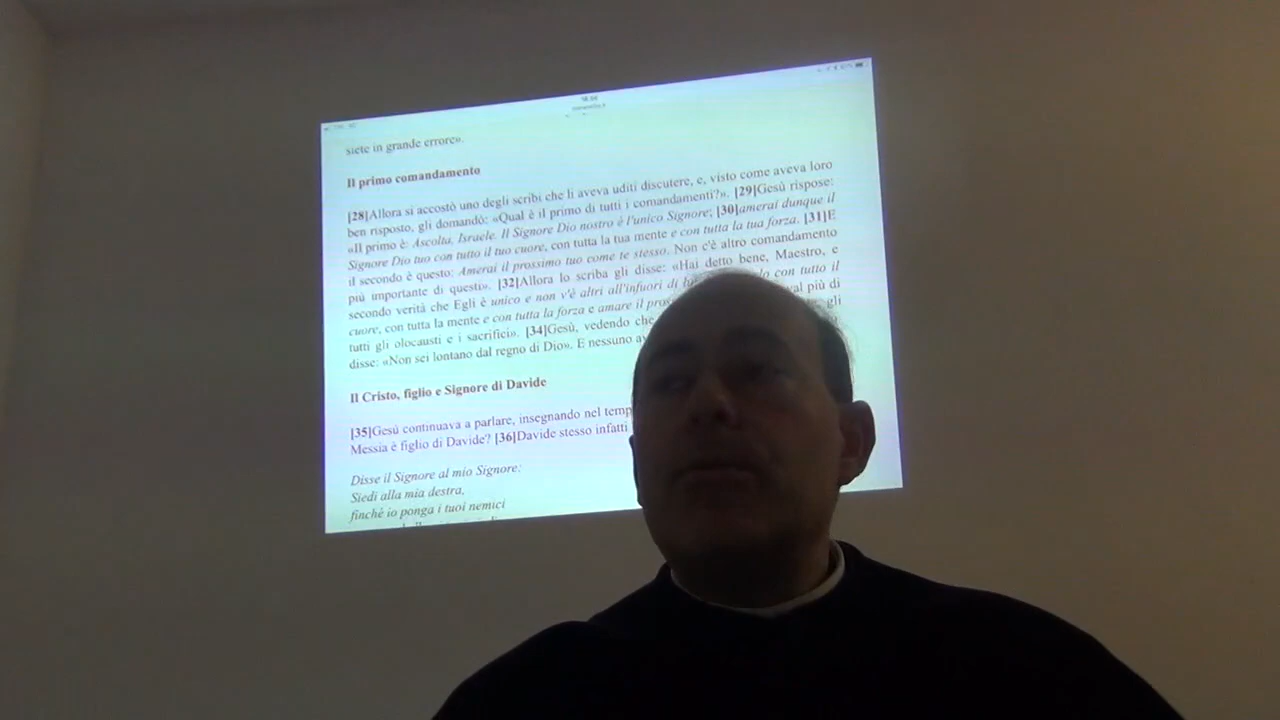 siete in grande errore».
Il primo comandamento
[28]Allora si accostò uno degli scribi che li aveva uditi discutere, e, visto come aveva loro
ben risposto, gli domandò: «Qual è il primo di tutti i comandamenti?». [29]Gesù rispose:
«Il primo è: Ascolta, Israele. Il Signore Dio nostro è l'unico Signore; [30]amerai dunque il
Signore Dio tuo con tutto il tuo cuore, con tutta la tua mente e con tutta la tua forza. [31]E
il secondo è questo: Amerai il prossimo tuo come te stesso. Non c'è altro comandamento
più importante di questi». [32]Allora lo scriba gli disse: «Hai detto bene, Maestro, e
secondo verità che Egli è unico e non v'è altri all'infuori di con tutto il
cuore, con tutta la mente e con tutta la forza e amare il val più di
tutti gli olocausti e i sacrifici». [34]Gesù, vedendo che gli
disse: «Non sei lontano dal regno di Dio». E nessuno
Il Cristo, figlio e Signore di Davide
[35]Gesù continuava a parlare, insegnando nel
Messia è figlio di Davide? [36]Davide stesso infatti
Disse il Signore al mio Signore:
Siedi alla mia destra,
finché io ponga i tuoi nemici